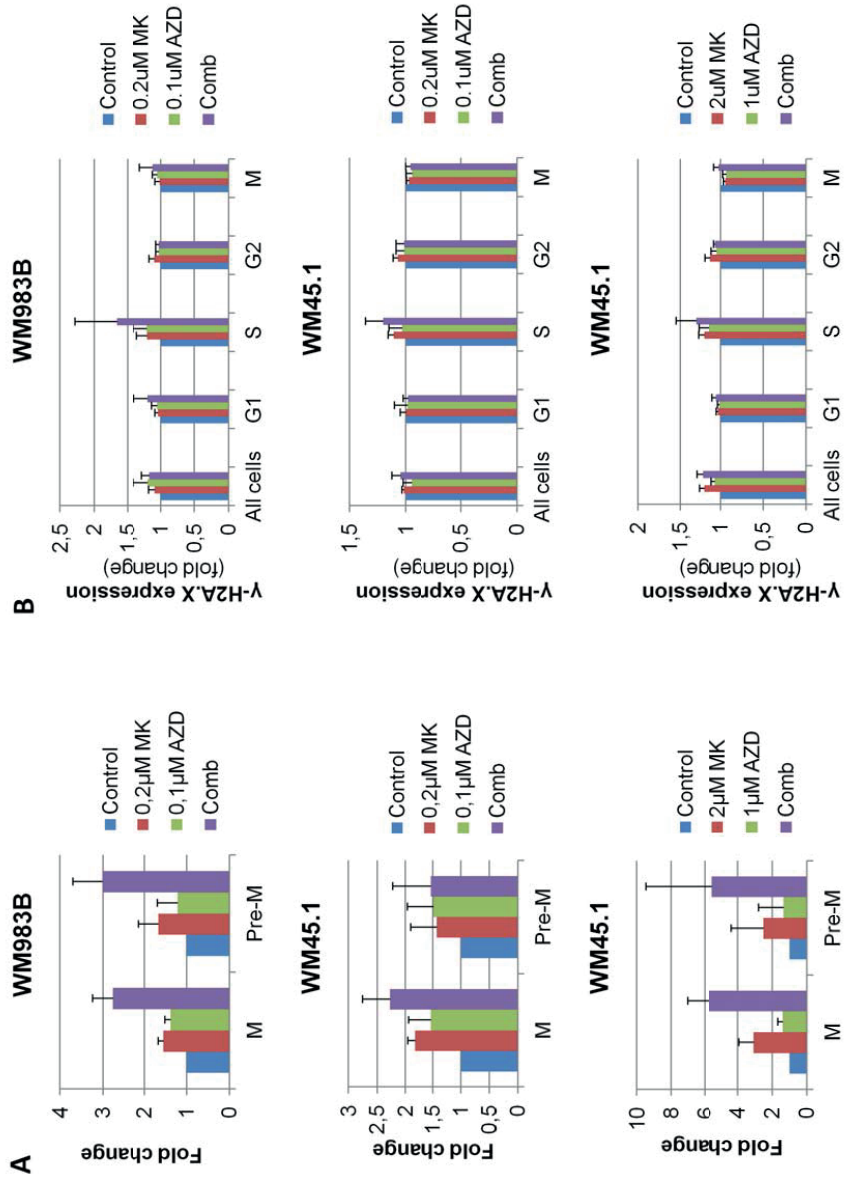 A
WM983B
Fold change
4
3
2
1
0
M
Pre-M
Control
0,2µM MK
0,1µM AZD
Comb
WM45.1
Fold change
3
2,5
2
1,5
1
0,5
0
M
Pre-M
Control
0,2µM MK
0,1µM AZD
Comb
WM45.1
Fold change
10
8
6
4
2
0
M
Pre-M
Control
2µM MK
1µM AZD
Comb
B
WM983B
γ-H2A.X expression
(fold change)
2,5
2
1,5
1
0,5
0
All cells
G1
S
G2
M
Control
0.2uM MK
0.1uM AZD
Comb
WM45.1
γ-H2A.X expression
(fold change)
1,5
1
0,5
0
All cells
G1
S
G2
M
Control
0.2uM MK
0.1uM AZD
Comb
WM45.1
γ-H2A.X expression
(fold change)
2
1,5
1
0,5
0
All cells
G1
S
G2
M
Control
2uM MK
1uM AZD
Comb